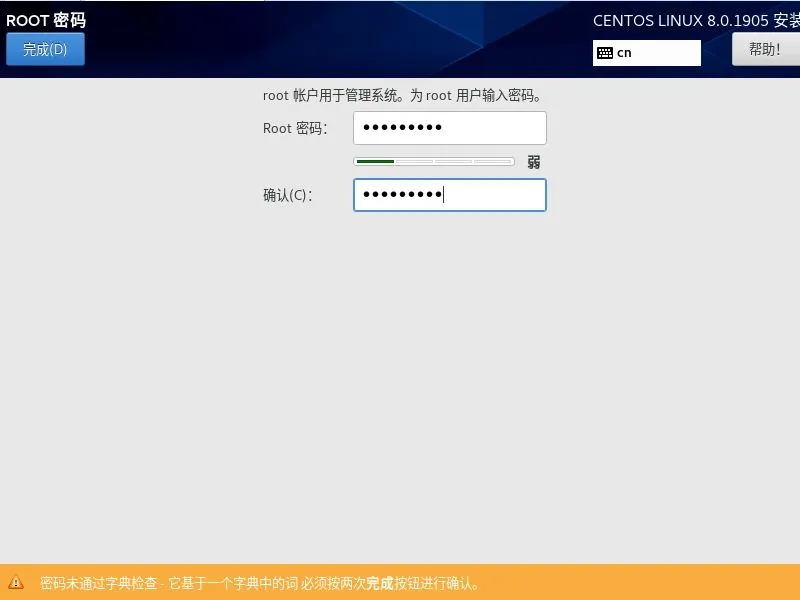 ROOT 密码
CENTOS LINUX 8.0.1905 安装
完成(D)
cn
帮助！
root 帐户用于管理系统。为 root 用户输入密码。
Root 密码：
弱
确认(C)：
密码未通过字典检查 - 它基于一个字典中的词 必须按两次完成按钮进行确认。